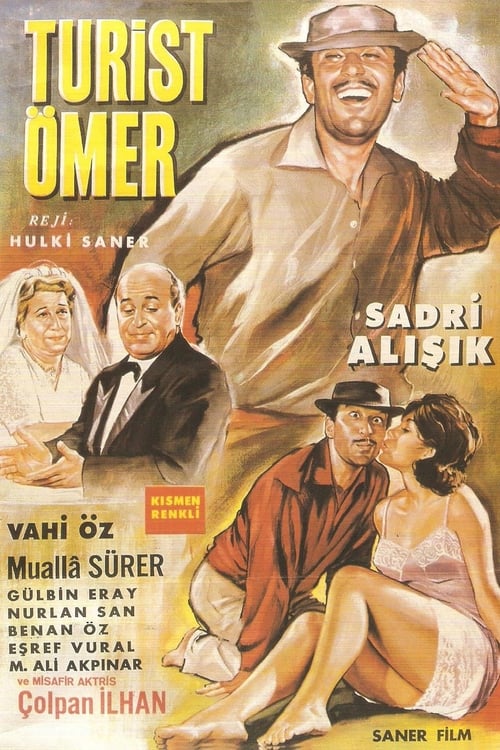 TURİST
ÖMER
REJİ:
HULKİ SANER
SADRİ
ALIŞIK
KISMEN
RENKLİ
VAHİ ÖZ
Muallâ SÜRER
GÜLBİN ERAY
NURLAN SAN
BENAN ÖZ
EŞREF VURAL
M. ALİ AKPINAR
ve MİSAFİR AKTRİS
Çolpan İLHAN
SANER FİLM